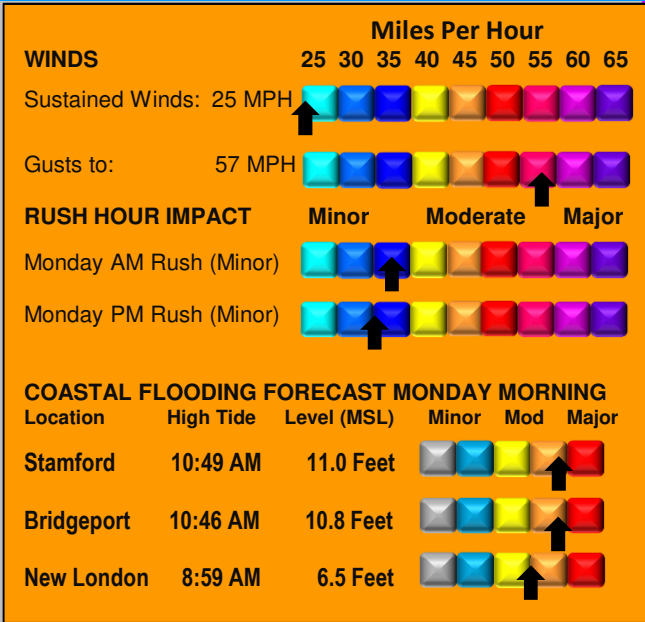 Miles Per Hour
WINDS 25 30 35 40 45 50 55 60 65
Sustained Winds: 25 MPH
Gusts to: 57 MPH
RUSH HOUR IMPACT Minor Moderate Major
Monday AM Rush (Minor)
Monday PM Rush (Minor)
COASTAL FLOODING FORECAST MONDAY MORNING
Location High Tide Level (MSL) Minor Mod Major
Stamford 10:49 AM 11.0 Feet
Bridgeport 10:46 AM 10.8 Feet
New London 8:59 AM 6.5 Feet